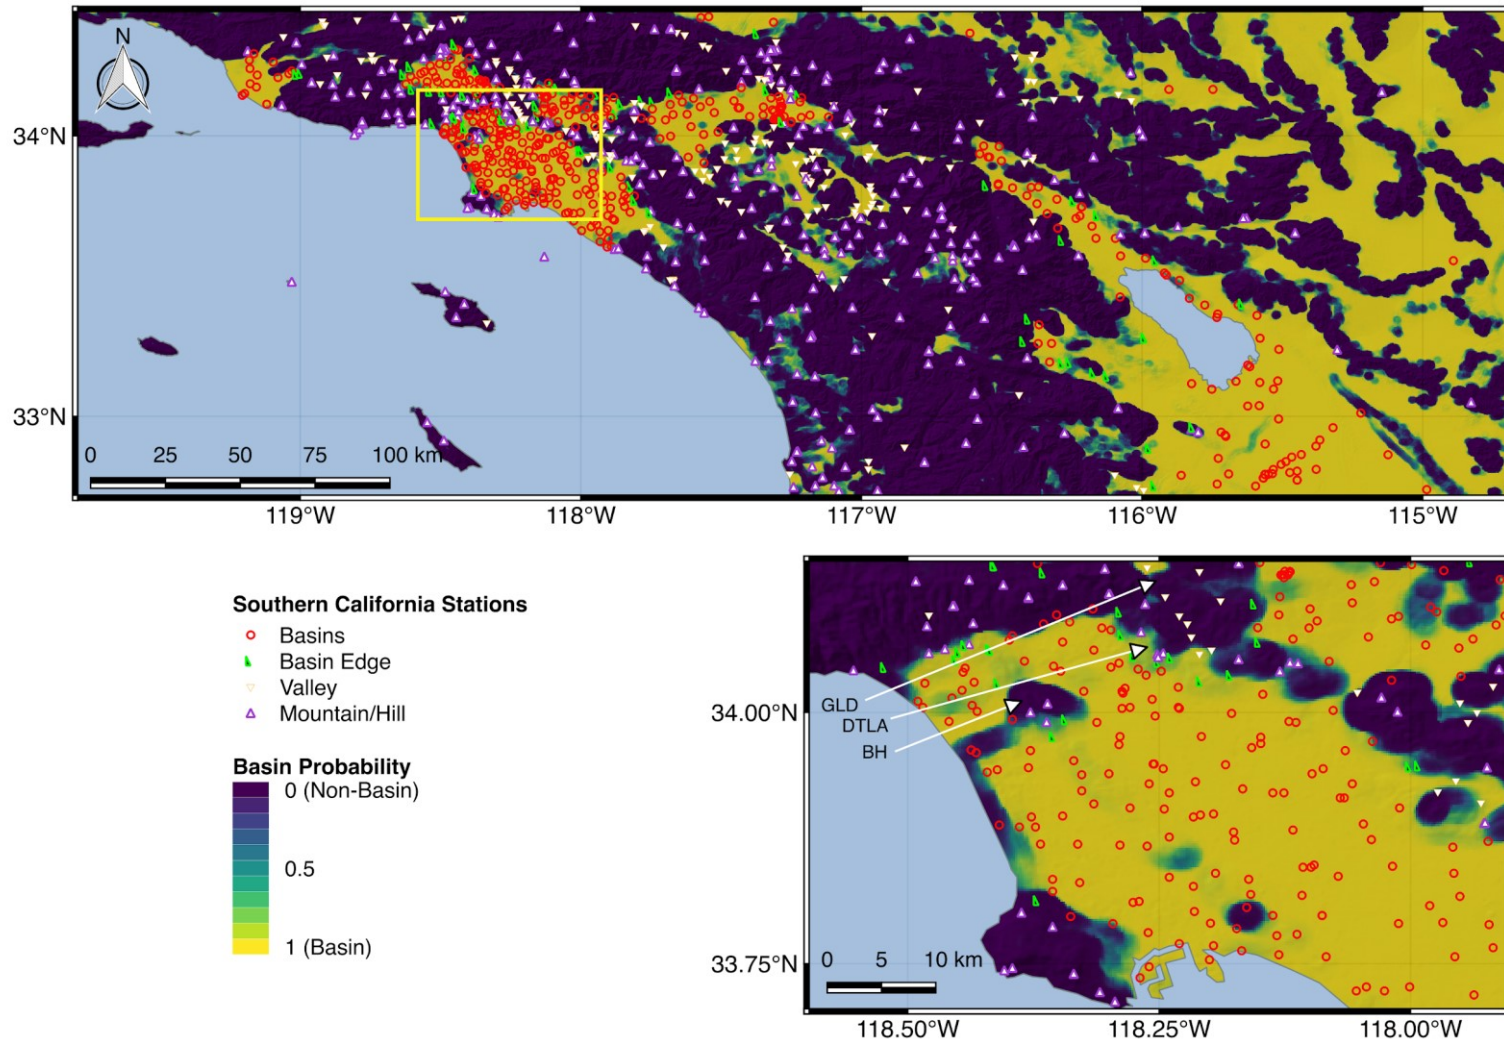 N
34°N
33°N
0 25 50 75 100 km
119°W 118°W 117°W 116°W 115°W
Southern California Stations
Basins
Basin Edge
Valley
Mountain/Hill
Basin Probability
0 (Non-Basin)
0.5
1 (Basin)
GLD
DTLA
BH
34.00°N
33.75°N
0 5 10 km
118.50°W 118.25°W 118.00°W